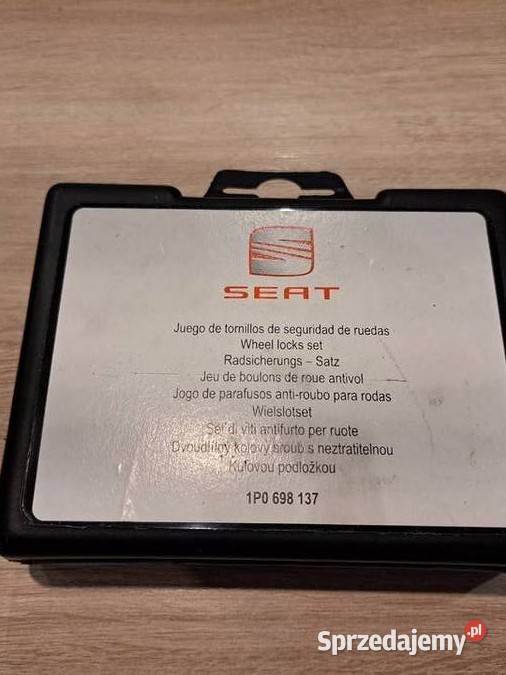 SEAT
Juego de tornillos de seguridad de ruedas
Wheel locks set
Radsicherungs – Satz
Jeu de boulons de roue antivol
Jogo de parafusos anti-roubo para rodas
Wielslotset
Set di viti antifurto per ruote
Dvoudílný kolový šroub s neztratitelnou
Kulovou podložkou
1P0 698 137
Sprzedajemy.pl